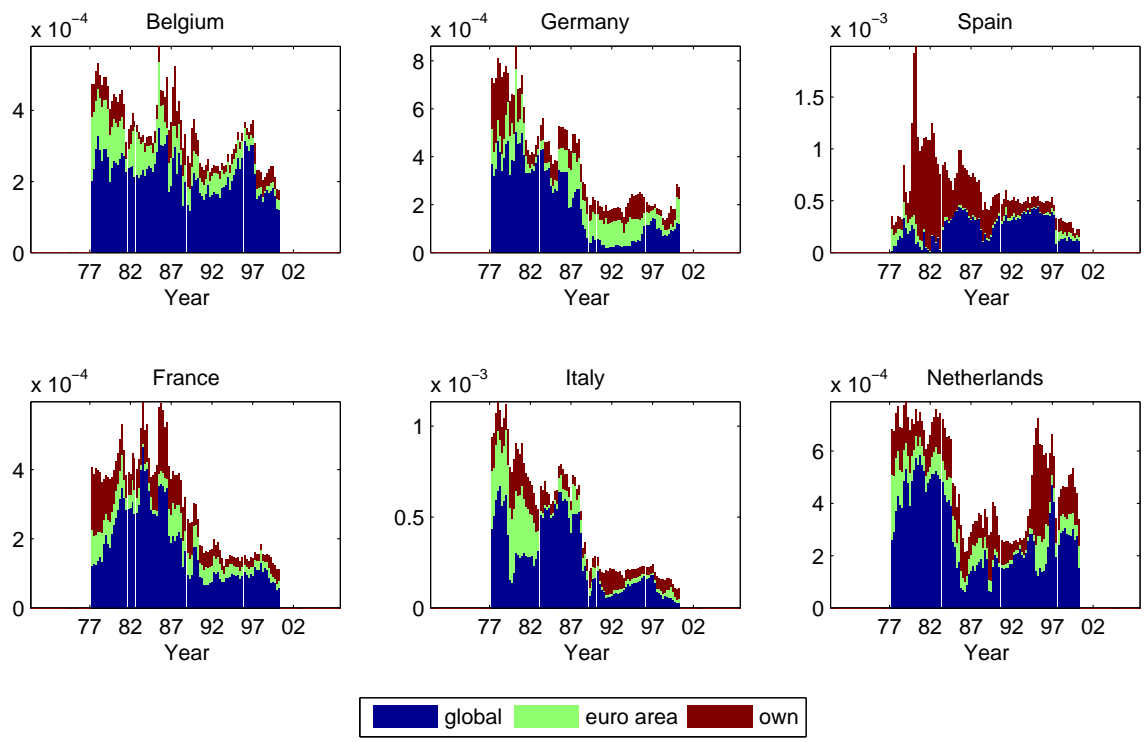 x 10−4 Belgium
4
2
0
77 82 87 92 97 02
Year
x 10−4 Germany
8
6
4
2
0
77 82 87 92 97 02
Year
x 10−3 Spain
1.5
1
0.5
0
77 82 87 92 97 02
Year
x 10−4 France
4
2
0
77 82 87 92 97 02
Year
x 10−3 Italy
1
0.5
0
77 82 87 92 97 02
Year
x 10−4 Netherlands
6
4
2
0
77 82 87 92 97 02
Year
global euro area own